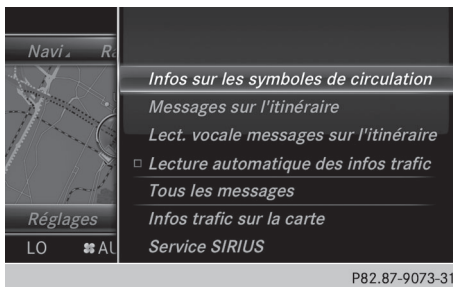 Navi
Infos sur les symboles de circulation
Messages sur l'itinéraire
Lect. vocale messages sur l'itinéraire
Lecture automatique des infos trafic
Tous les messages
Réglages
Infos trafic sur la carte
LO
Service SIRIUS
P82.87-9073-31